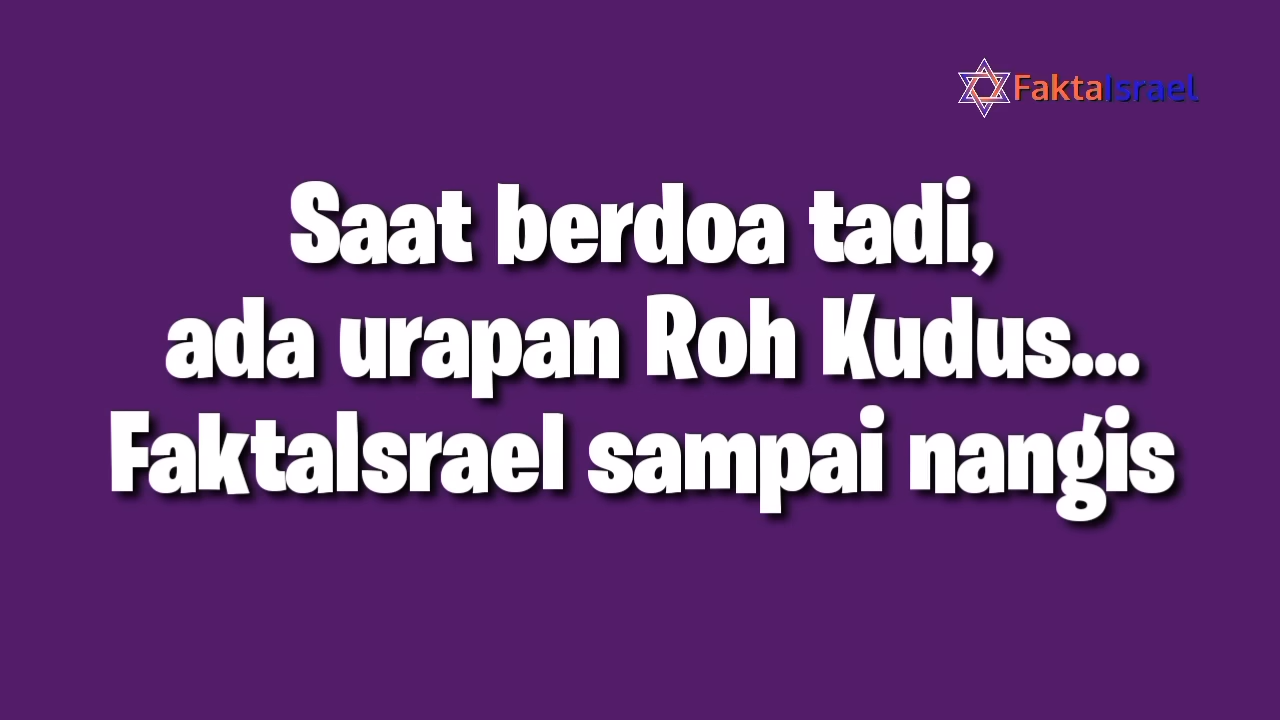 FaktaIsrael
Saat berdoa tadi,
ada urapan Roh Kudus...
FaktaIsrael sampai nangis